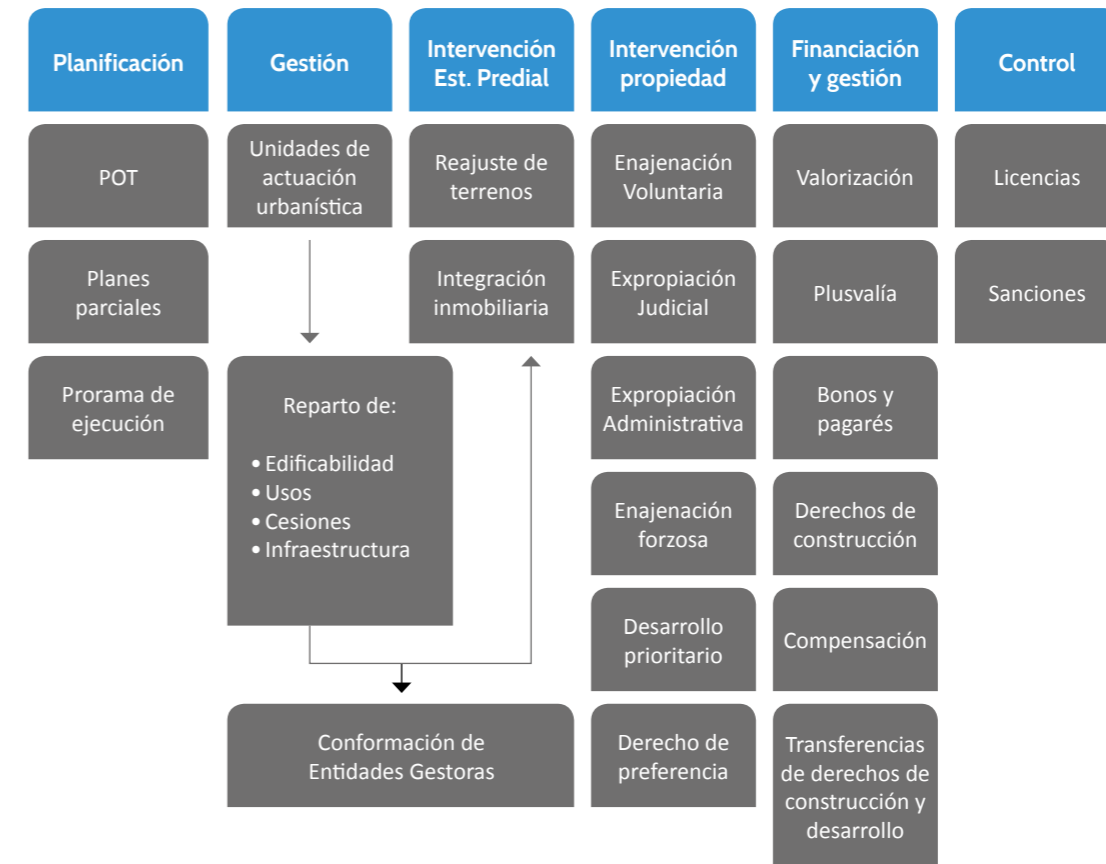 Planificación
Gestión
Intervención
Est. Predial
Intervención
propiedad
Financiación
y gestión
Control
POT
Unidades de
actuación
urbanística
Reajuste de
terrenos
Enajenación
Voluntaria
Valorización
Licencias
Planes
parciales
Integración
inmobiliaria
Expropiación
Judicial
Plusvalía
Sanciones
Prorama de
ejecución
Reparto de:
• Edificabilidad
• Usos
• Cesiones
• Infraestructura
Expropiación
Administrativa
Bonos y
pagarés
Enajenación
forzosa
Derechos de
construcción
Desarrollo
prioritario
Compensación
Conformación de
Entidades Gestoras
Derecho de
preferencia
Transferencias
de derechos de
construcción y
desarrollo